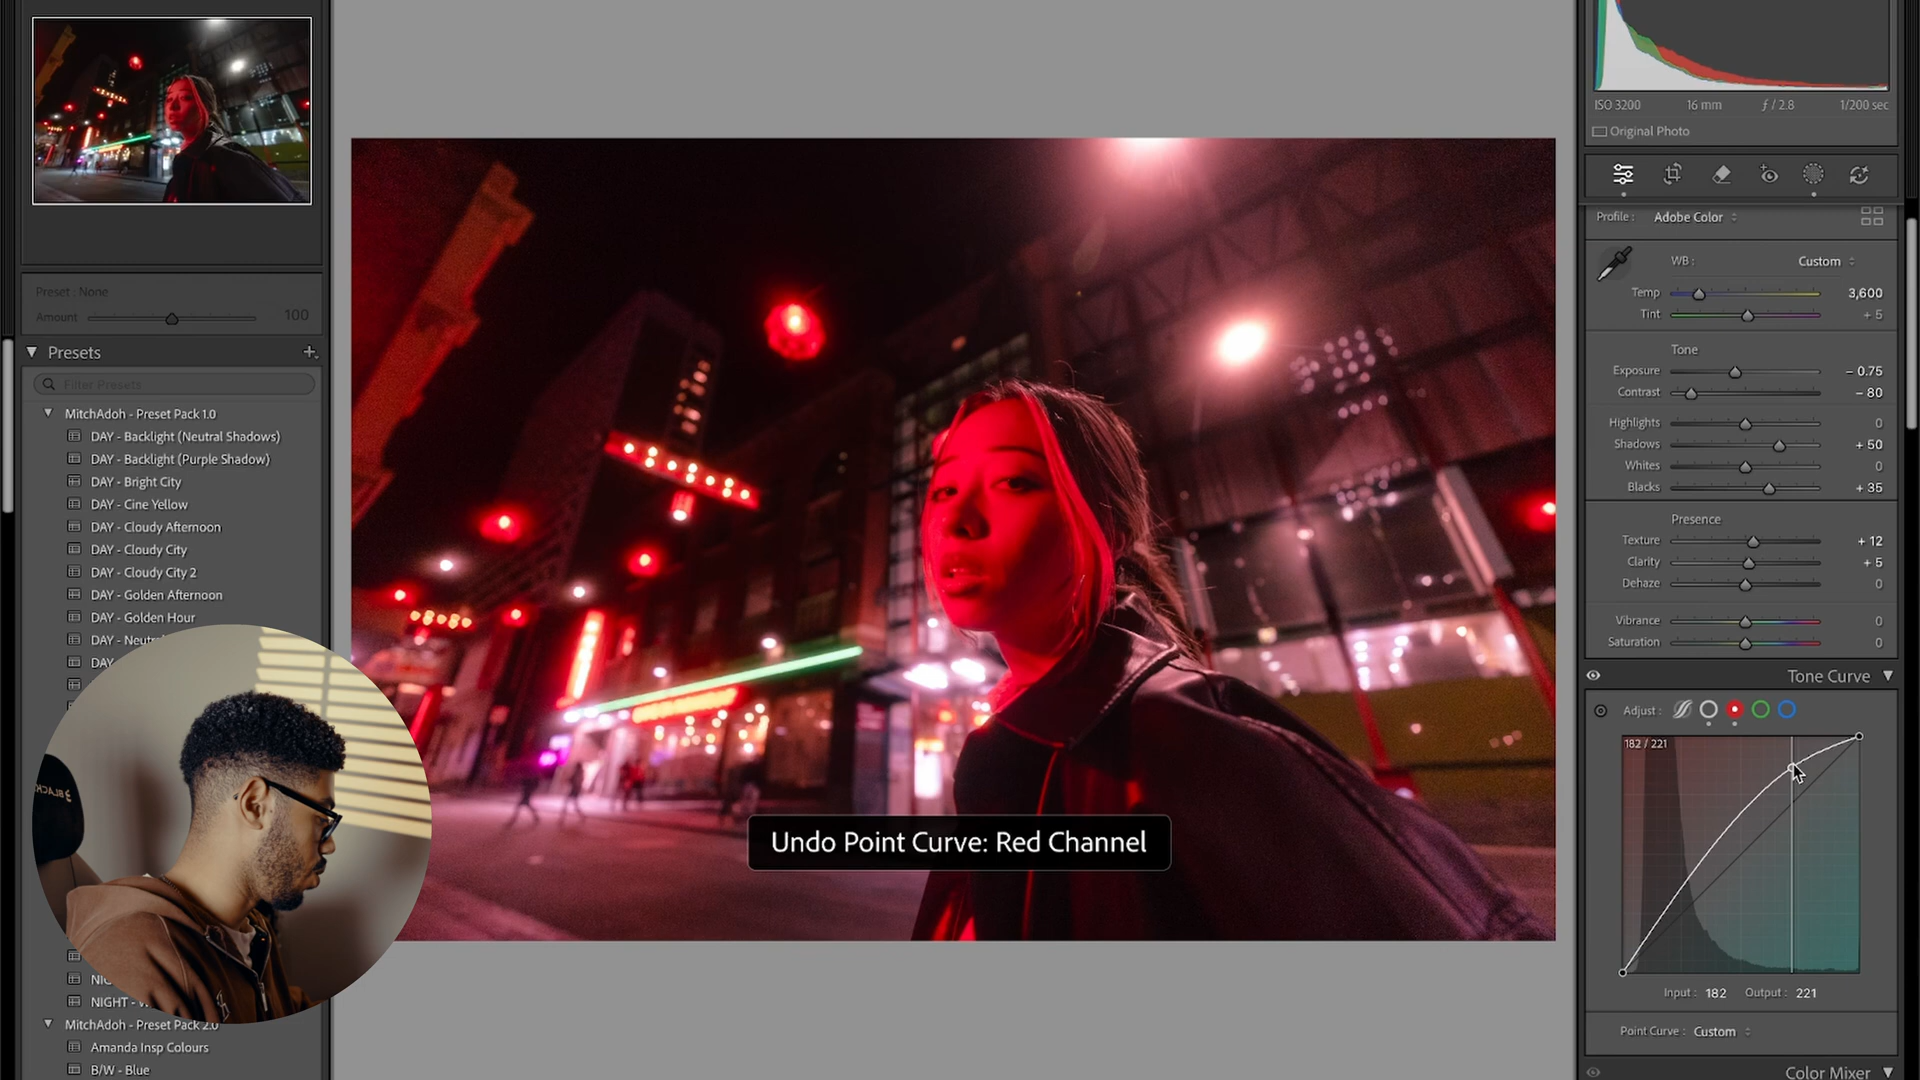 Preset : None
Amount 100
Presets
Filter Presets
MitchAdoh - Preset Pack 1.0
DAY - Backlight (Neutral Shadows)
DAY - Backlight (Purple Shadow)
DAY - Bright City
DAY - Cine Yellow
DAY - Cloudy Afternoon
DAY - Cloudy City
DAY - Cloudy City 2
DAY - Golden Afternoon
DAY - Golden Hour
DAY - Neutral
DAY
NIGHT -
MitchAdoh - Preset Pack 2.0
Amanda Insp Colours
B/W - Blue
Undo Point Curve: Red Channel
ISO 3200 16 mm ƒ / 2.8 1/200 sec
Original Photo
Profile : Adobe Color
WB : Custom
Temp 3,600
Tint + 5
Tone
Exposure – 0.75
Contrast – 80
Highlights 0
Shadows + 50
Whites 0
Blacks + 35
Presence
Texture + 12
Clarity + 5
Dehaze 0
Vibrance 0
Saturation 0
Tone Curve
Adjust :
182 / 221
Input : 182 Output : 221
Point Curve : Custom
Color Mixer